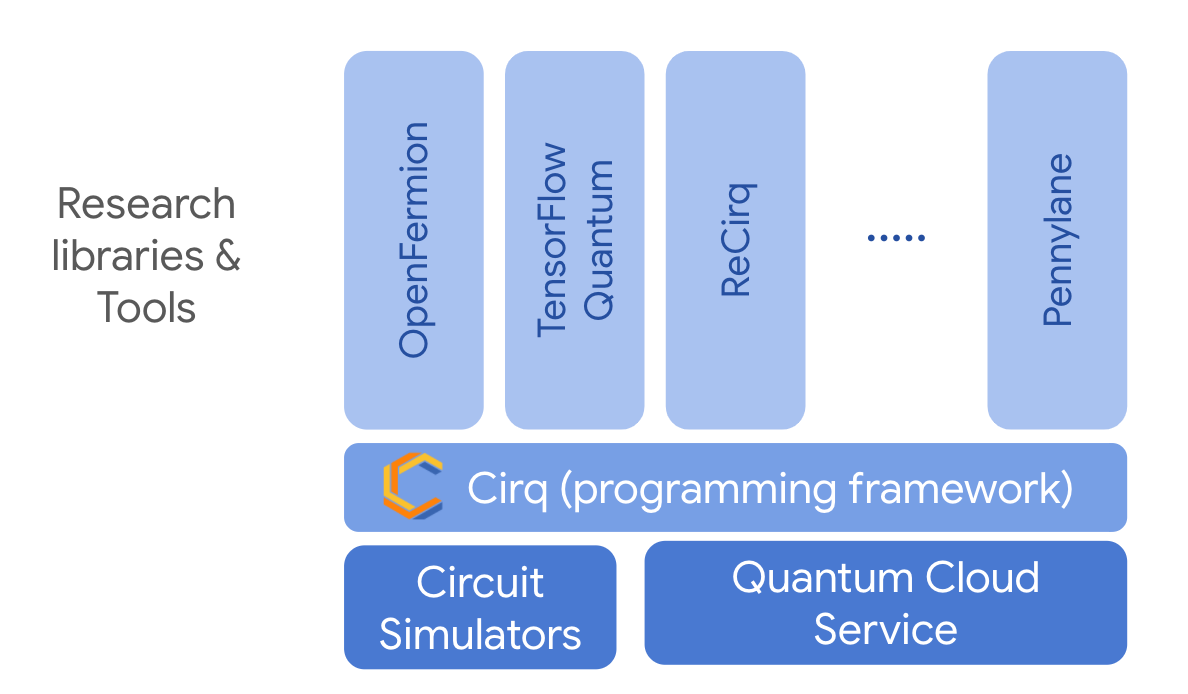 Research
libraries &
Tools
OpenFermion
TensorFlow
Quantum
ReCirq
.....
Pennylane
Cirq (programming framework)
Circuit
Simulators
Quantum Cloud
Service